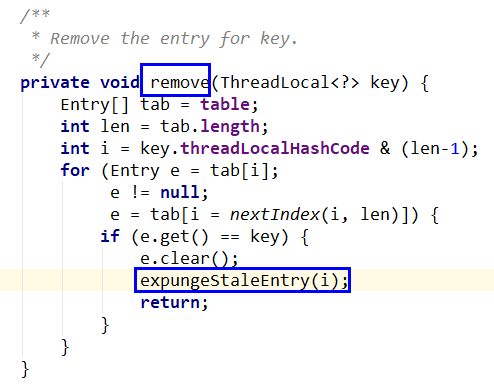 /**
 * Remove the entry for key.
 */
private void remove(ThreadLocal<?> key) {
    Entry[] tab = table;
    int len = tab.length;
    int i = key.threadLocalHashCode & (len-1);
    for (Entry e = tab[i];
         e != null;
         e = tab[i = nextIndex(i, len)]) {
        if (e.get() == key) {
            e.clear();
            expungeStaleEntry(i);
            return;
        }
    }
}